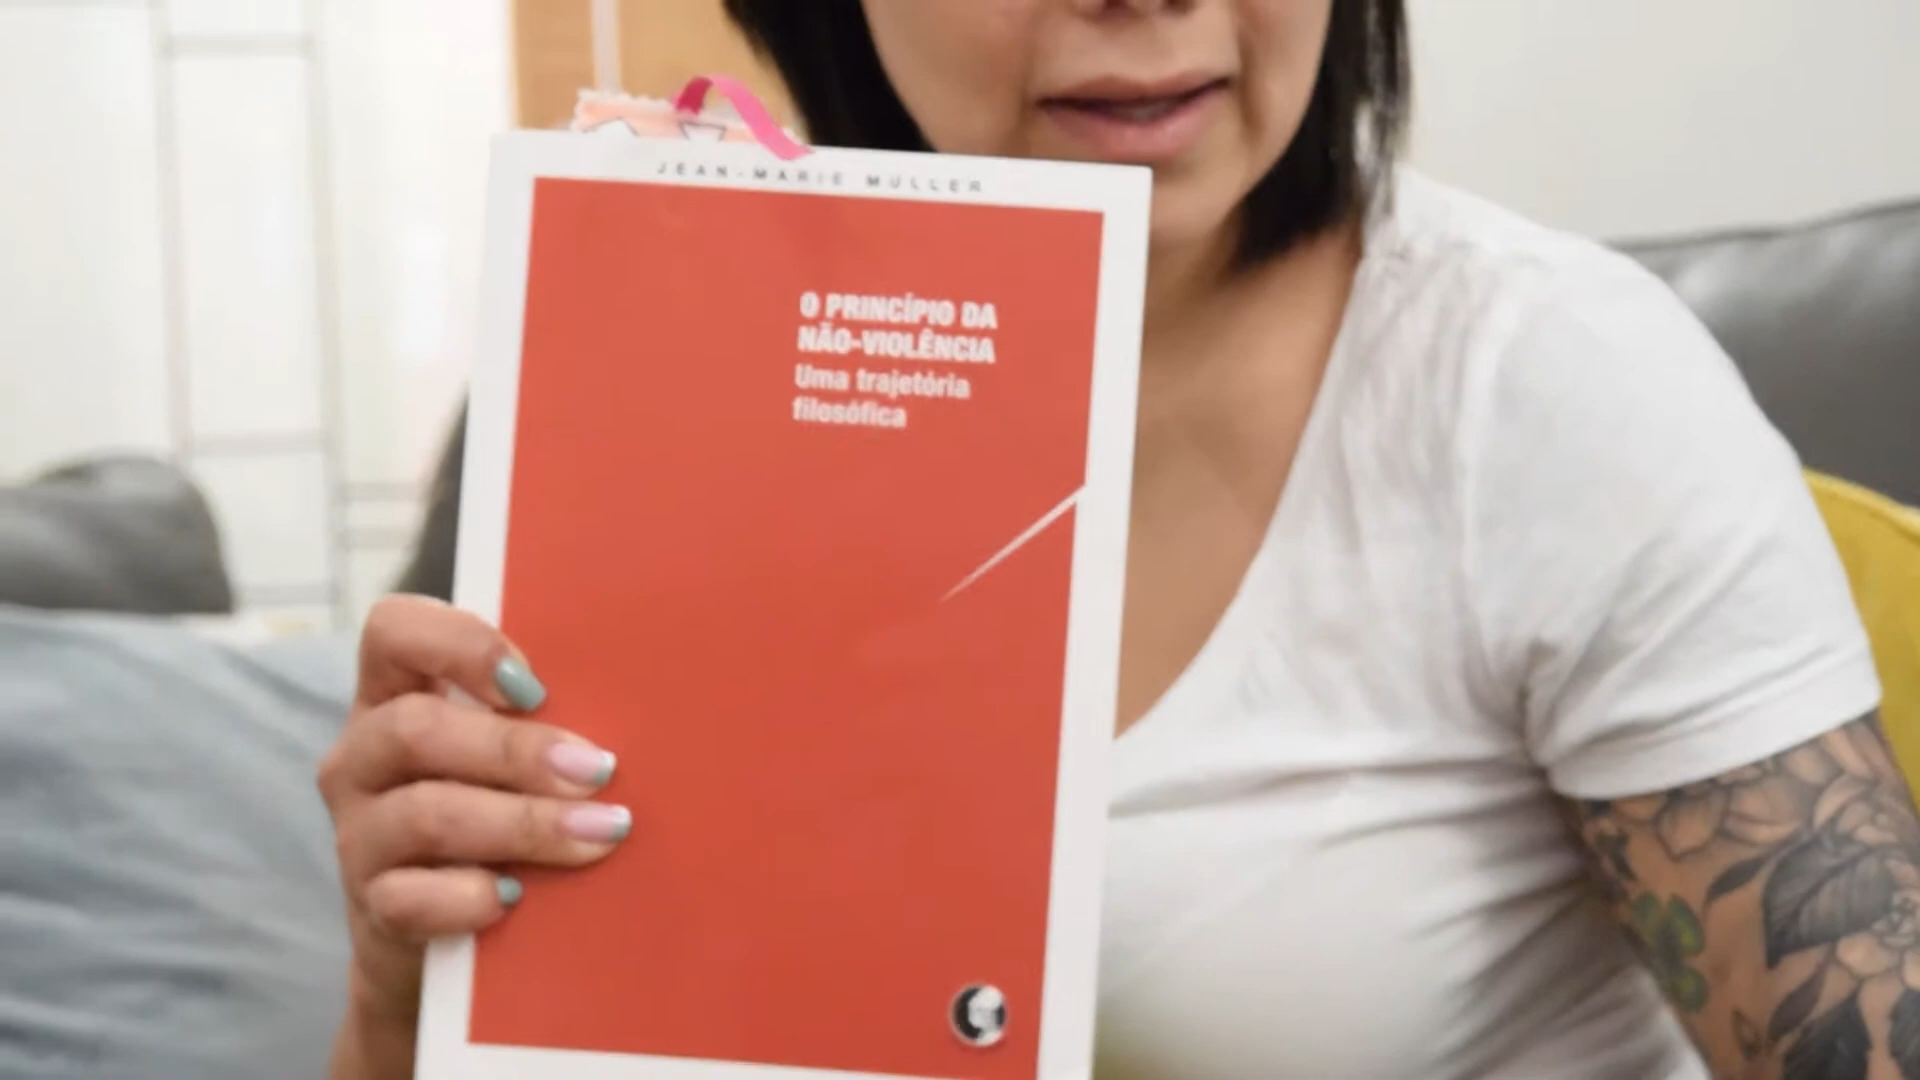 JEAN-MARIE MULLER
O PRINCÍPIO DA
NÃO-VIOLÊNCIA
Uma trajetória
filosófica